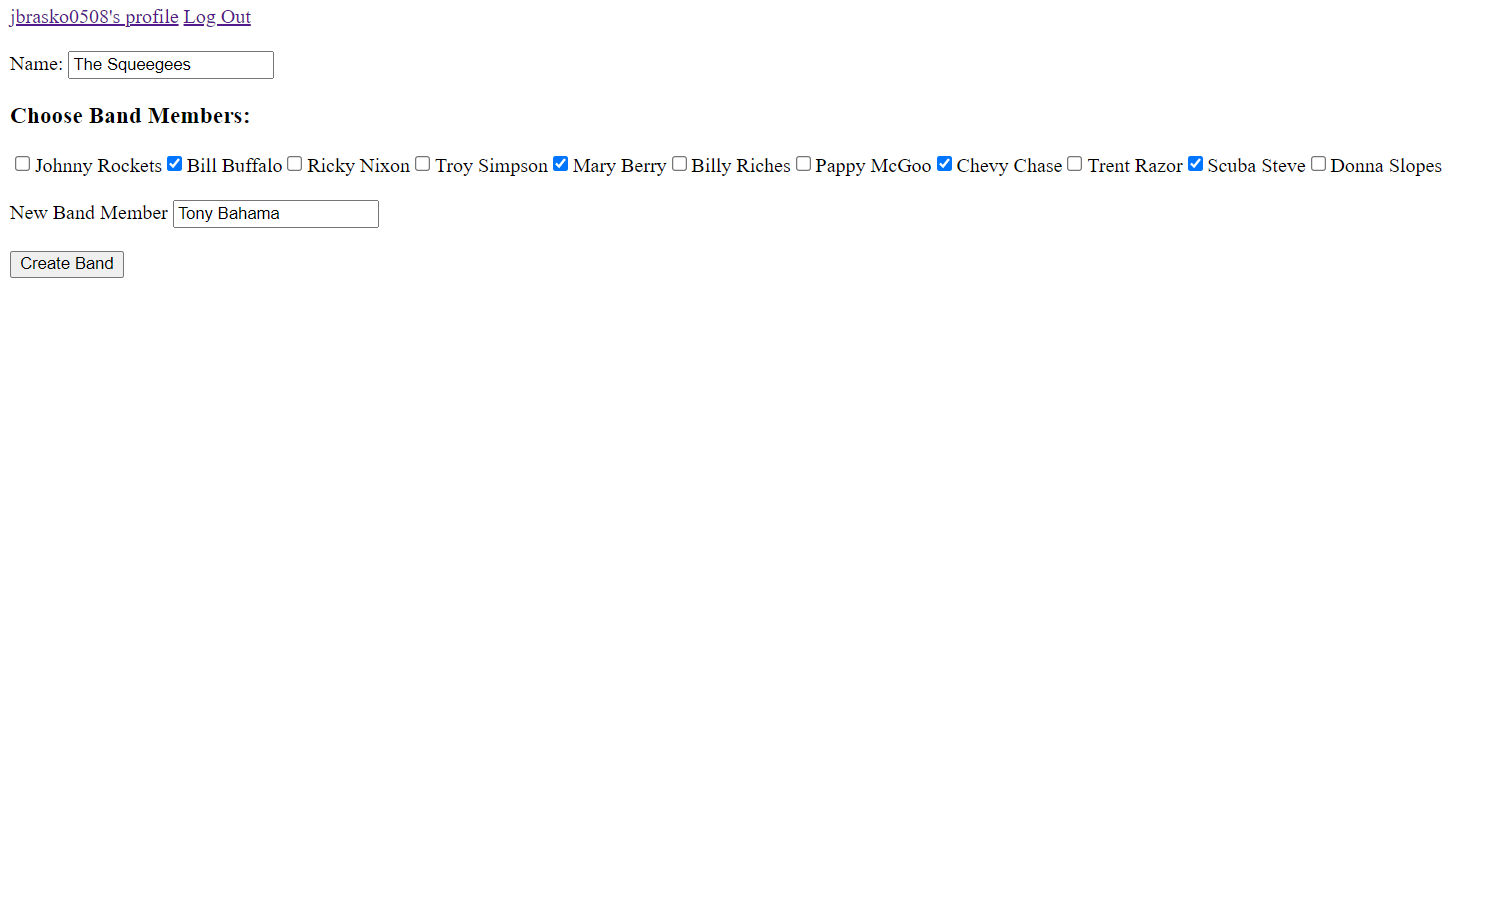 jbrasko0508's profile Log Out
Name: The Squeegees
Choose Band Members:
Johnny Rockets Bill Buffalo Ricky Nixon Troy Simpson Mary Berry Billy Riches Pappy McGoo Chevy Chase Trent Razor Scuba Steve Donna Slopes
New Band Member Tony Bahama
Create Band